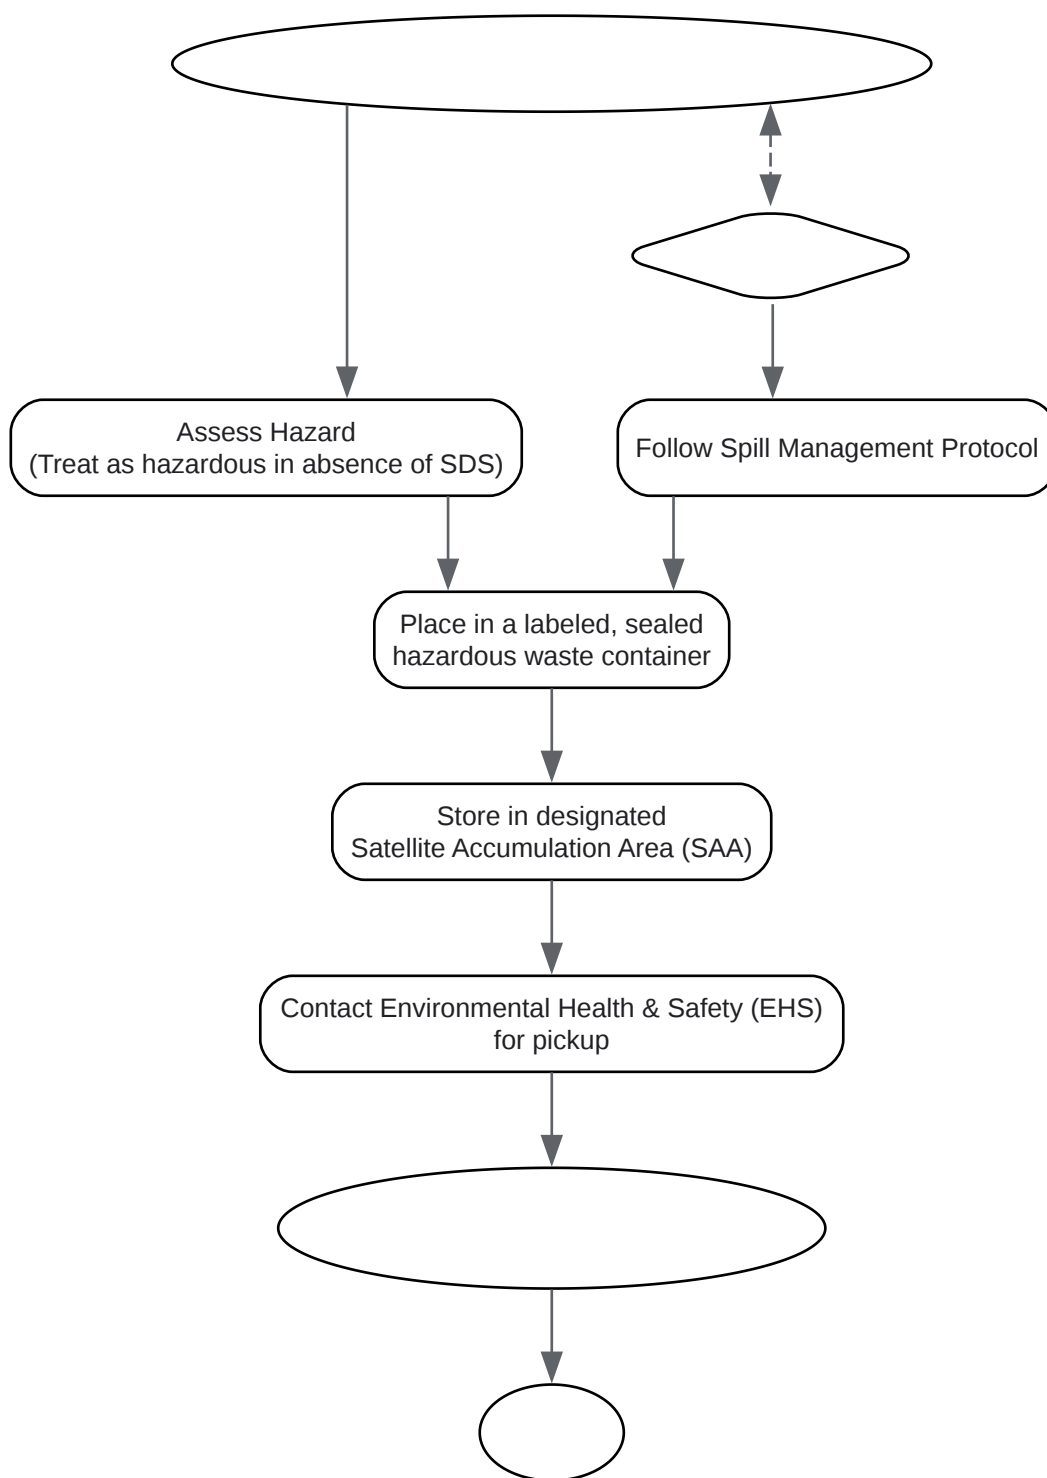 Assess Hazard
(Treat as hazardous in absence of SDS)
Follow Spill Management Protocol
Place in a labeled, sealed
hazardous waste container
Store in designated
Satellite Accumulation Area (SAA)
Contact Environmental Health & Safety (EHS)
for pickup